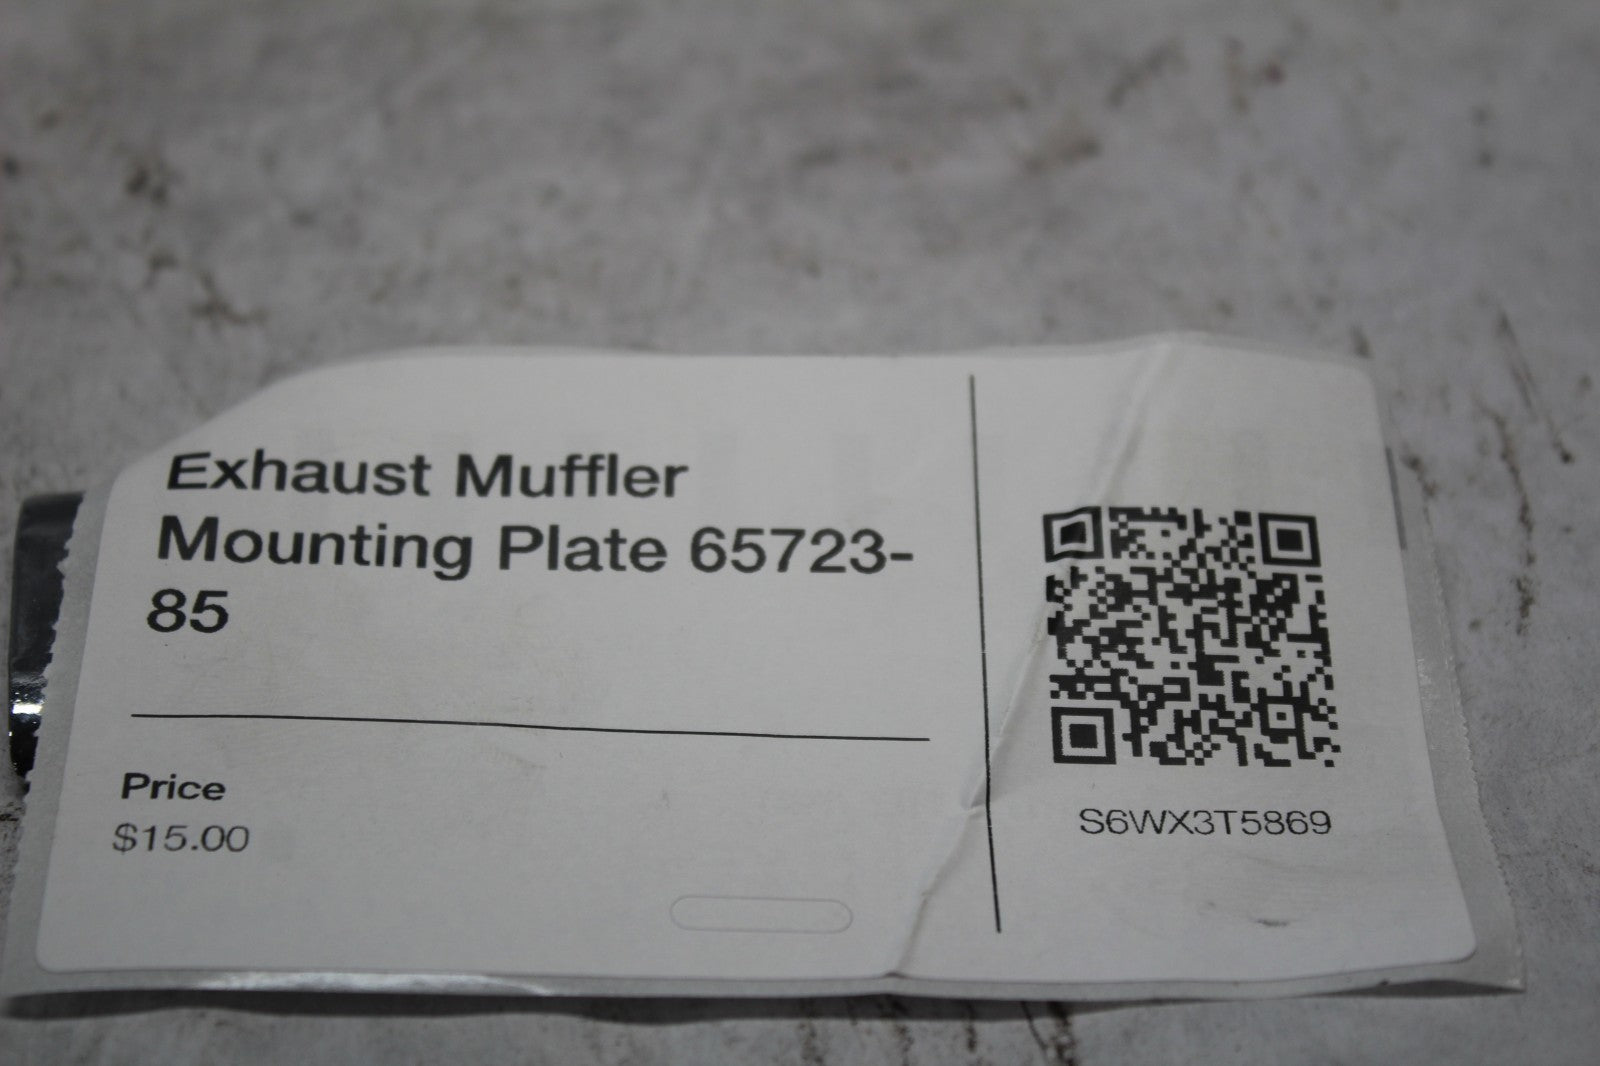 Exhaust Muffler
Mounting Plate 65723-
85
Price
$15.00
S6WX3T5869